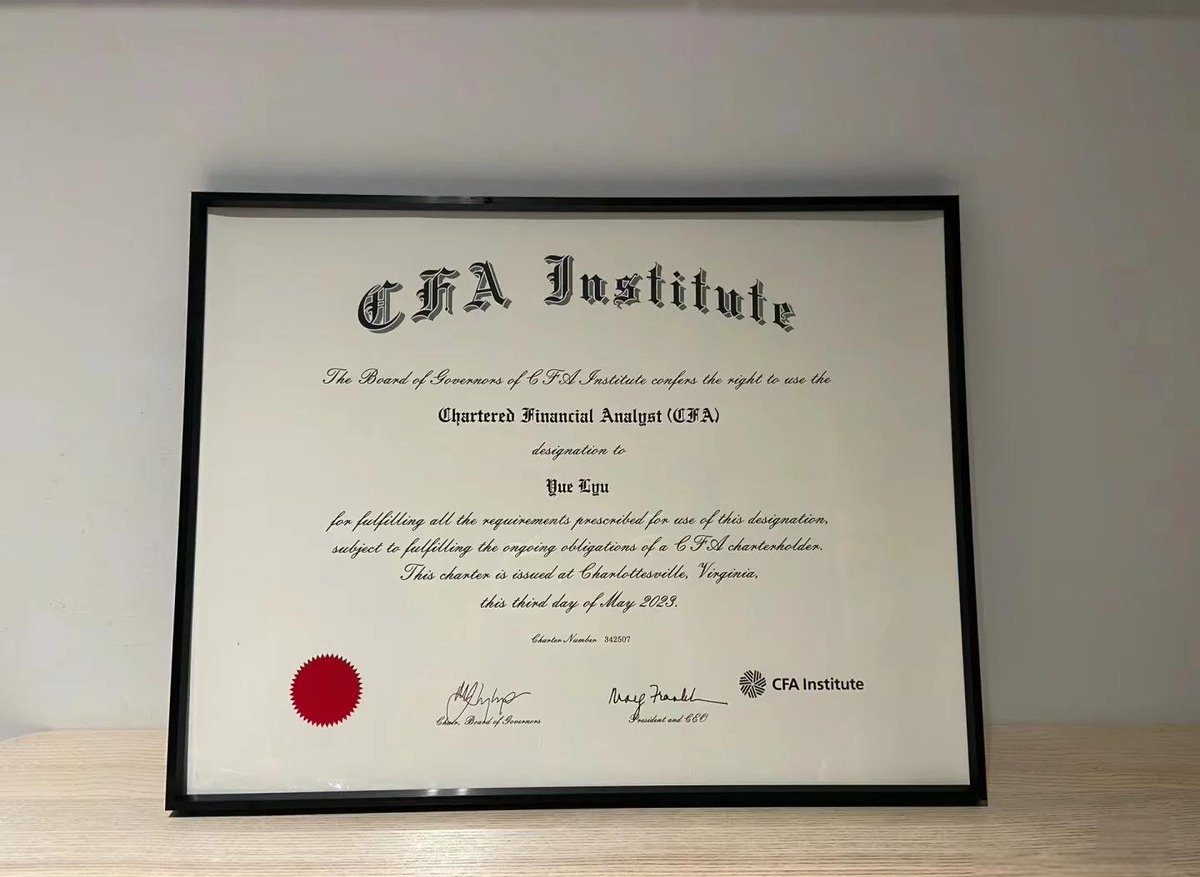 CFA Institute
The Board of Governors of CFA Institute confers the right to use the
Chartered Financial Analyst (CFA)
designation to
Yue Lyu
for fulfilling all the requirements prescribed for use of this designation,
subject to fulfilling the ongoing obligations of a CFA charterholder.
This charter is issued at Charlottesville, Virginia,
this third day of May 2023.
Charter Number 342507
CFA Institute
Chair, Board of Governors
President and CEO